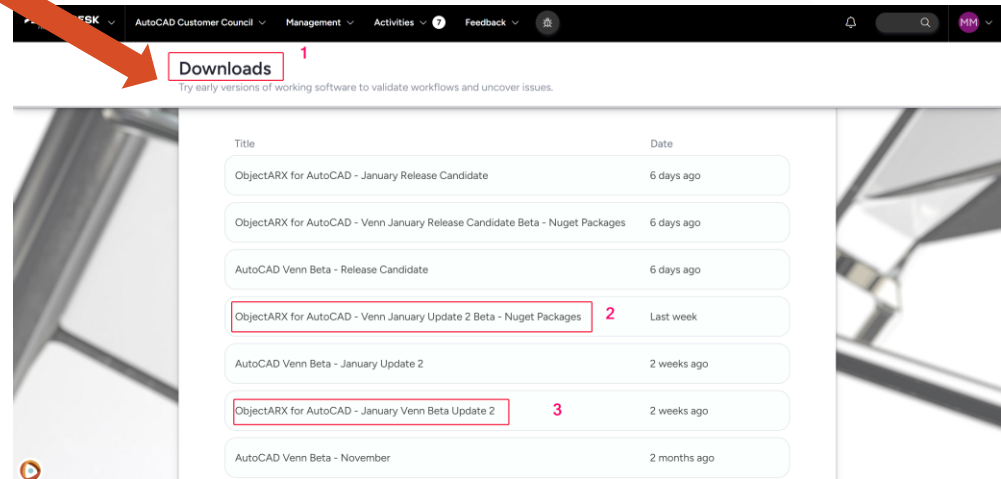 AutoCAD Customer Council Management Activities 7 Feedback MM
1
Downloads
Try early versions of working software to validate workflows and uncover issues.
Title Date
ObjectARX for AutoCAD - January Release Candidate 6 days ago
ObjectARX for AutoCAD - Venn January Release Candidate Beta - Nuget Packages 6 days ago
AutoCAD Venn Beta - Release Candidate 6 days ago
ObjectARX for AutoCAD - Venn January Update 2 Beta - Nuget Packages 2 Last week
AutoCAD Venn Beta - January Update 2 2 weeks ago
ObjectARX for AutoCAD - January Venn Beta Update 2 3 2 weeks ago
AutoCAD Venn Beta - November 2 months ago